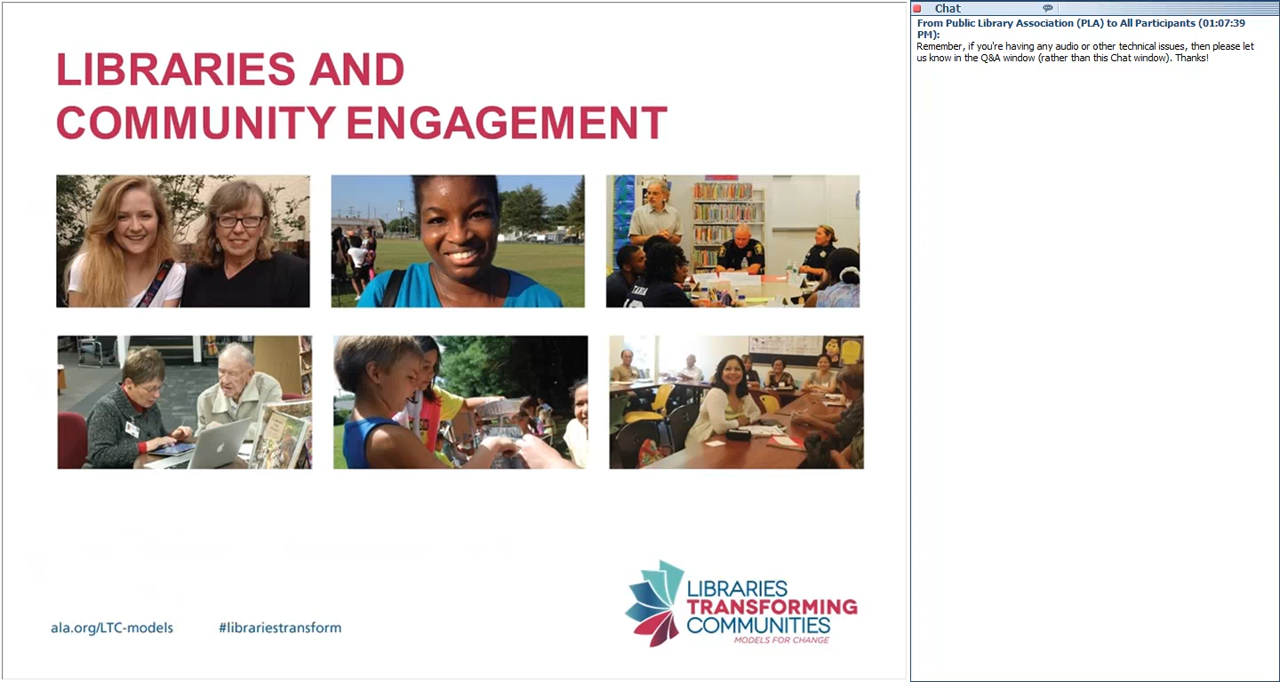 LIBRARIES AND
COMMUNITY ENGAGEMENT
ala.org/LTC-models
#librariestransform
LIBRARIES
TRANSFORMING
COMMUNITIES
MODELS FOR CHANGE
Chat
From Public Library Association (PLA) to All Participants (01:07:39
PM):
Remember, if you're having any audio or other technical issues, then please let
us know in the Q&A window (rather than this Chat window). Thanks!